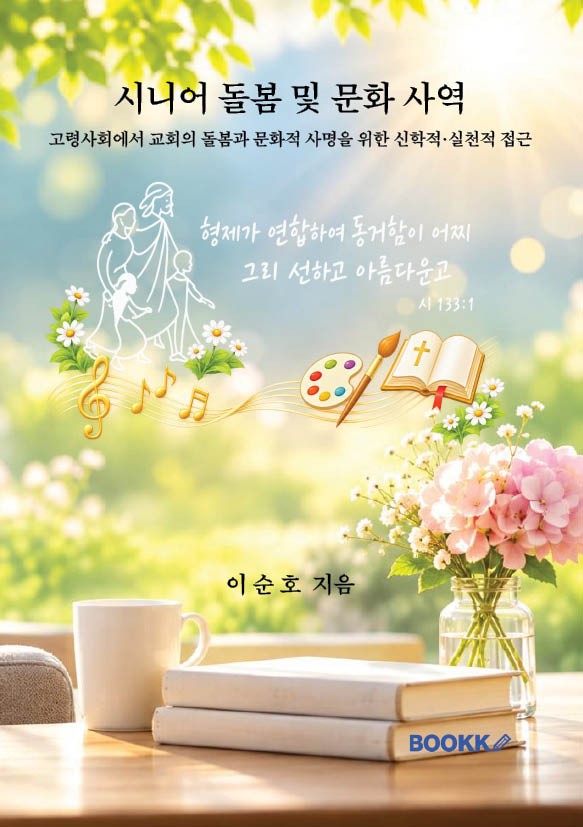 시니어 돌봄 및 문화 사역
고령사회에서 교회의 돌봄과 문화적 사명을 위한 신학적·실천적 접근
형제가 연합하여 동거함이 어찌
그리 선하고 아름다운고
시 133:1
이순호 지음
BOOKK